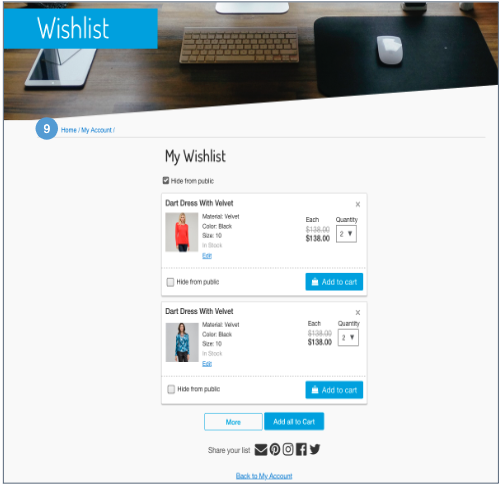 Wishlist
9 Home / My Account /
My Wishlist
Hide from public
Dart Dress With Velvet x
Material: Velvet
Color: Black
Size: 10
In Stock
Edit
Each Quantity
$138.00
$138.00 2
Hide from public
Add to cart
Dart Dress With Velvet x
Material: Velvet
Color: Black
Size: 10
In Stock
Edit
Each Quantity
$138.00
$138.00 2
Hide from public
Add to cart
More Add all to Cart
Share your list
Back to My Account